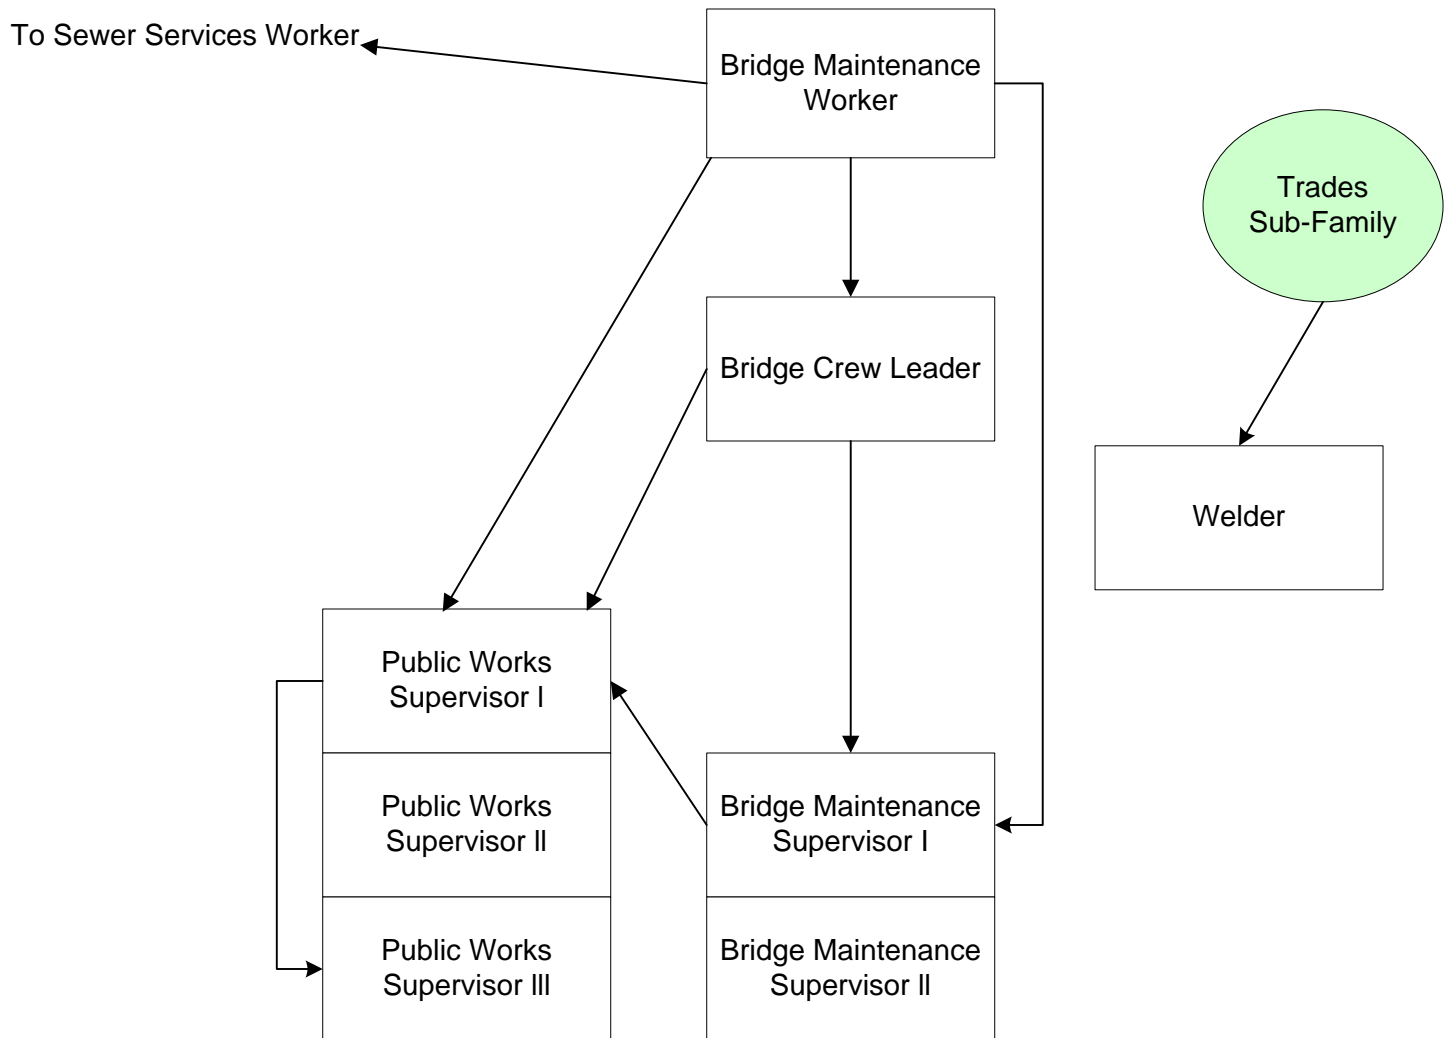 To Sewer Services Worker
Bridge Maintenance
Worker
Trades
Sub-Family
Bridge Crew Leader
Welder
Public Works
Supervisor I
Public Works
Supervisor II
Bridge Maintenance
Supervisor I
Public Works
Supervisor III
Bridge Maintenance
Supervisor II